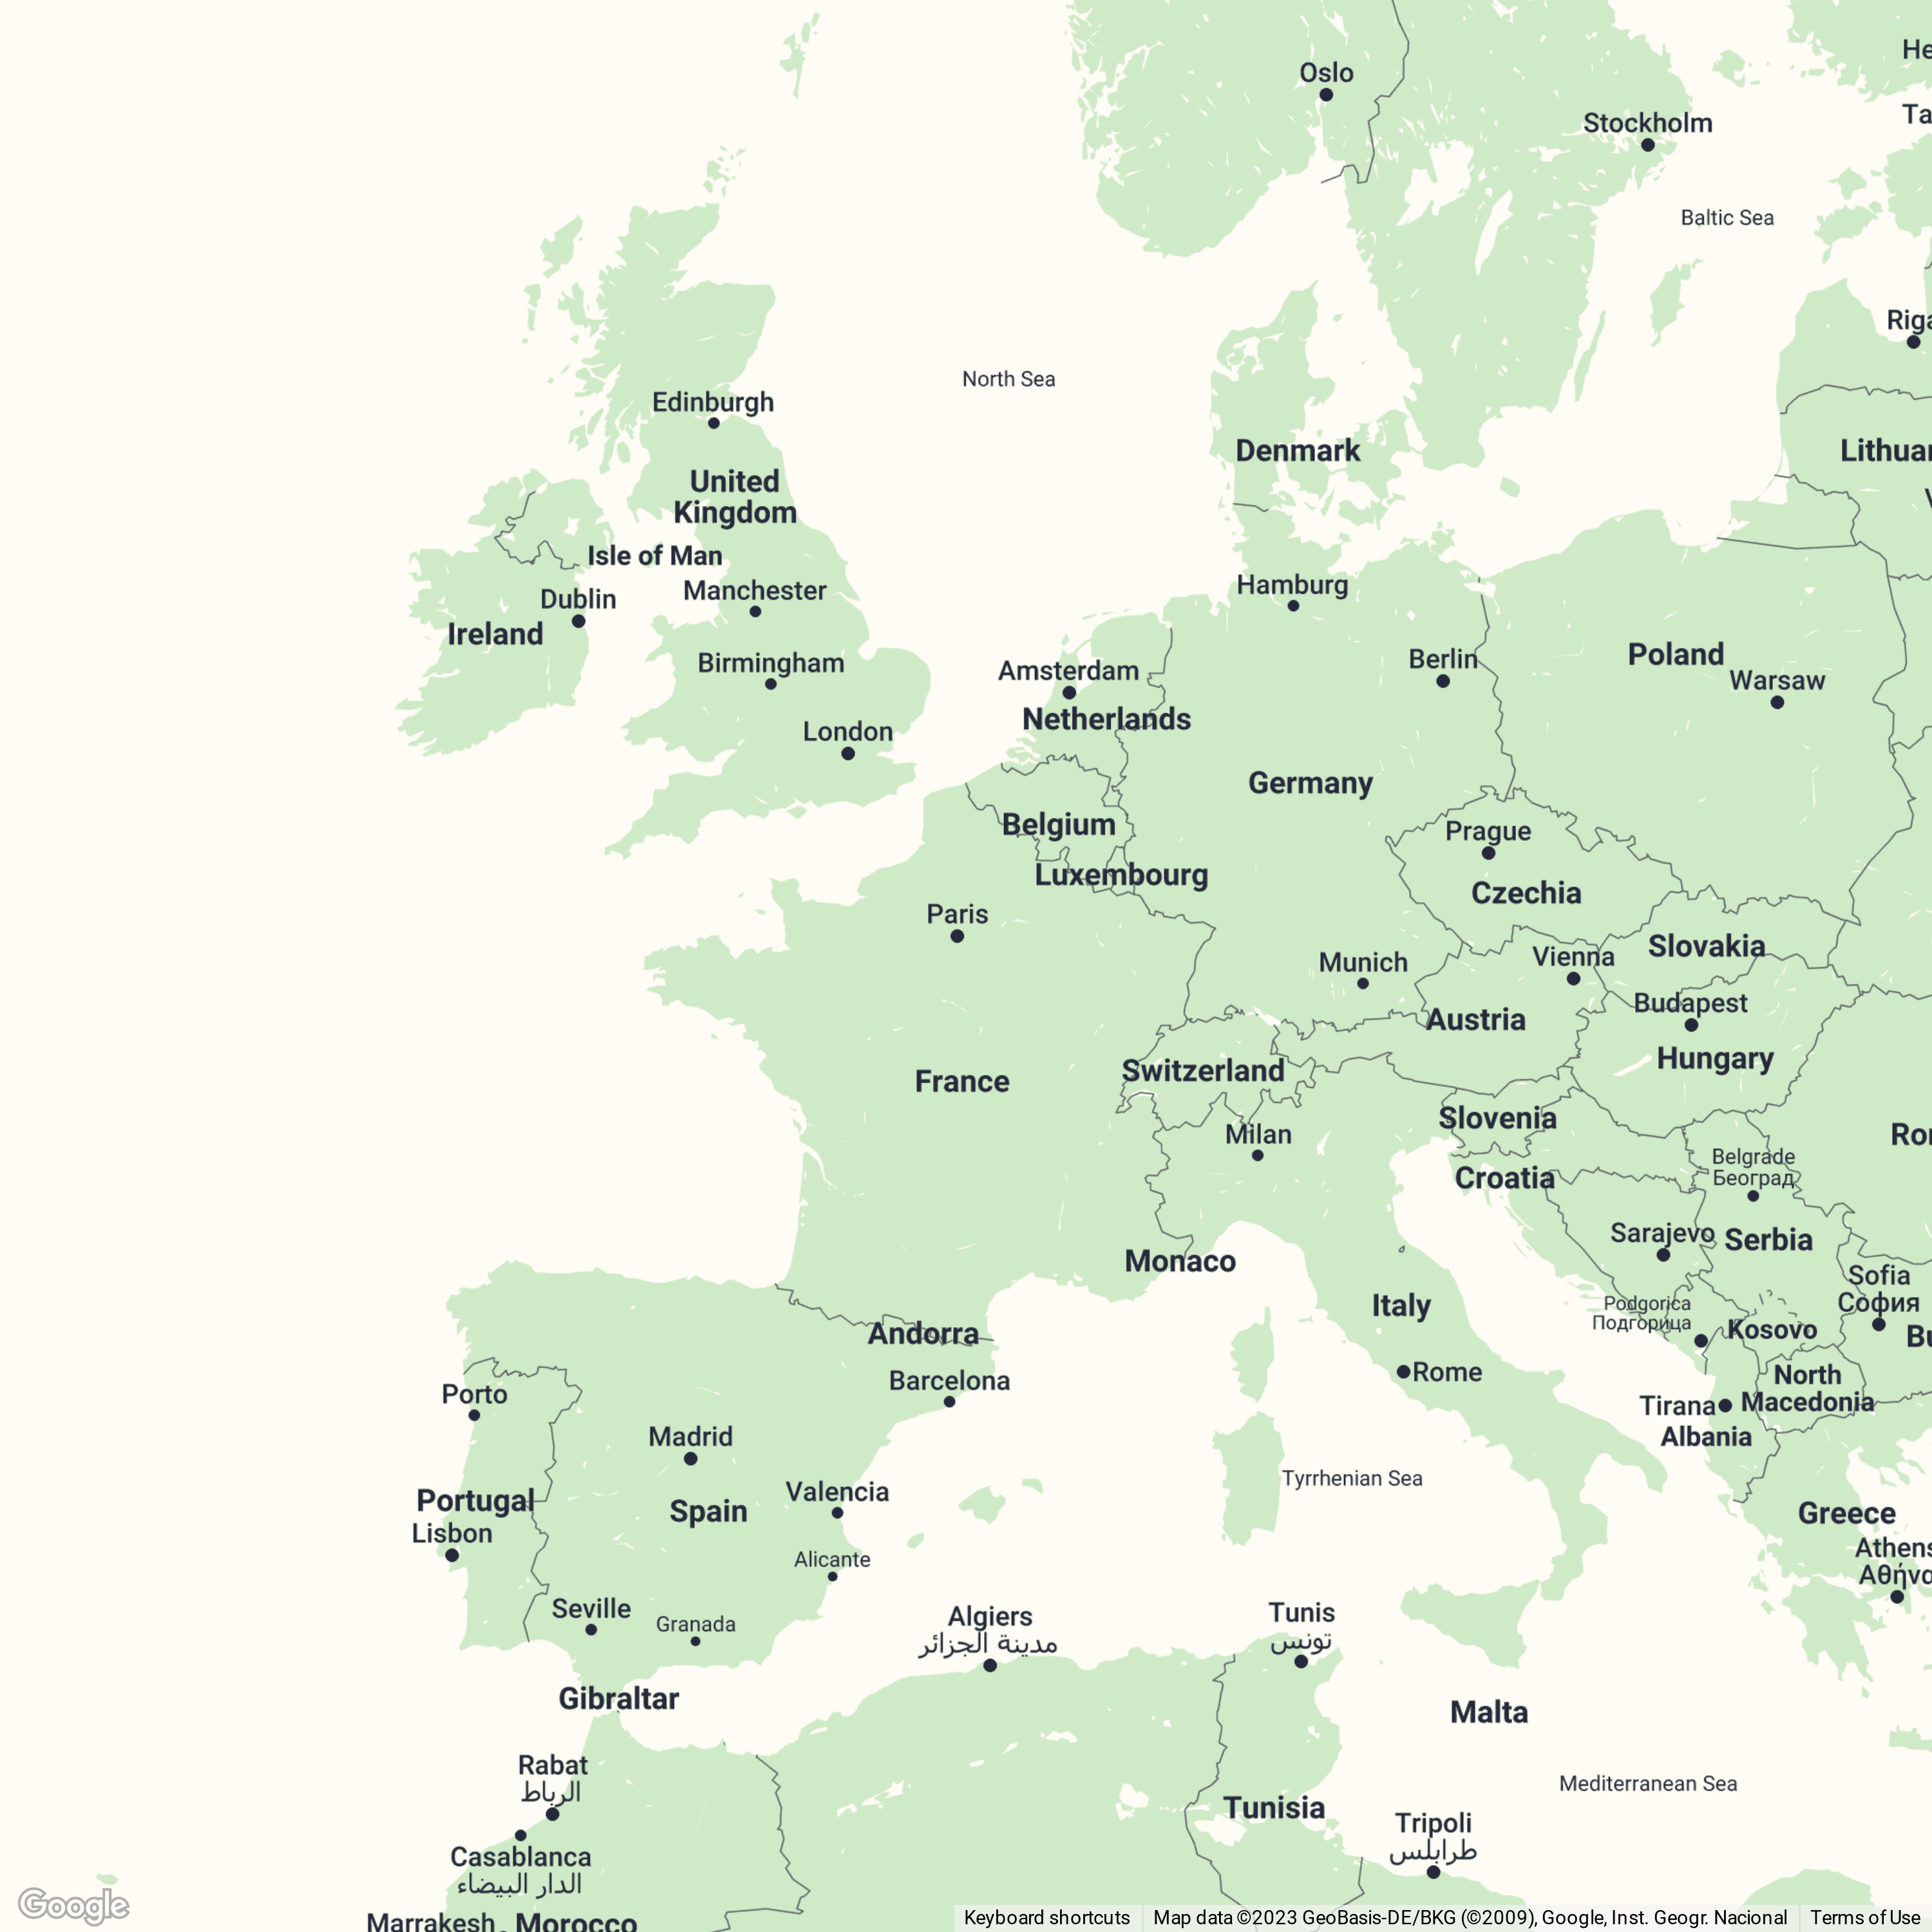 Oslo
He
Stockholm
Ta
Baltic Sea
Riga
North Sea
Edinburgh
Denmark
Lithuan
United
Kingdom
V
Isle of Man
Hamburg
Manchester
Dublin
Ireland
Birmingham
Amsterdam
Berlin
Poland
Warsaw
Netherlands
London
Germany
Belgium
Prague
Luxembourg
Czechia
Paris
Slovakia
Munich
Vienna
Budapest
Austria
Hungary
Switzerland
France
Slovenia
Milan
Ror
Belgrade
Београд
Croatia
Sarajevo
Serbia
Monaco
Sofia
София
Italy
Podgorica
Подгорица
Kosovo
Bu
Andorra
Rome
North
Macedonia
Barcelona
Porto
Tirana
Albania
Madrid
Tyrrhenian Sea
Valencia
Portugal
Spain
Greece
Lisbon
Athens
Αθήνα
Alicante
Seville
Granada
Algiers
مدينة الجزائر
Tunis
تونس
Gibraltar
Malta
Rabat
الرباط
Mediterranean Sea
Tunisia
Tripoli
طرابلس
Casablanca
الدار البيضاء
Marrakesh
Morocco
Google
Keyboard shortcuts
Map data ©2023 GeoBasis-DE/BKG (©2009), Google, Inst. Geogr. Nacional
Terms of Use